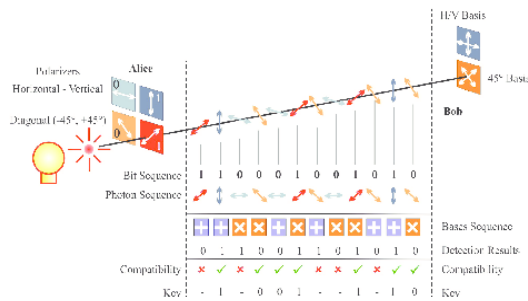 H/V Basis
Polarizers
Alice
Horizontal - Vertical
0
1
45° Basis
Diagonal (-45°, +45°)
0
1
Bob
Bit Sequence 1 1 0 0 0 1 0 0 1 0 1 0
Photon Sequence
Bases Sequence
0 1 1 0 0 1 1 0 1 0 1 0 Detection Results
Compatibility Compatibility
Key - 1 - 0 0 1 - - 1 - 1 0 Key